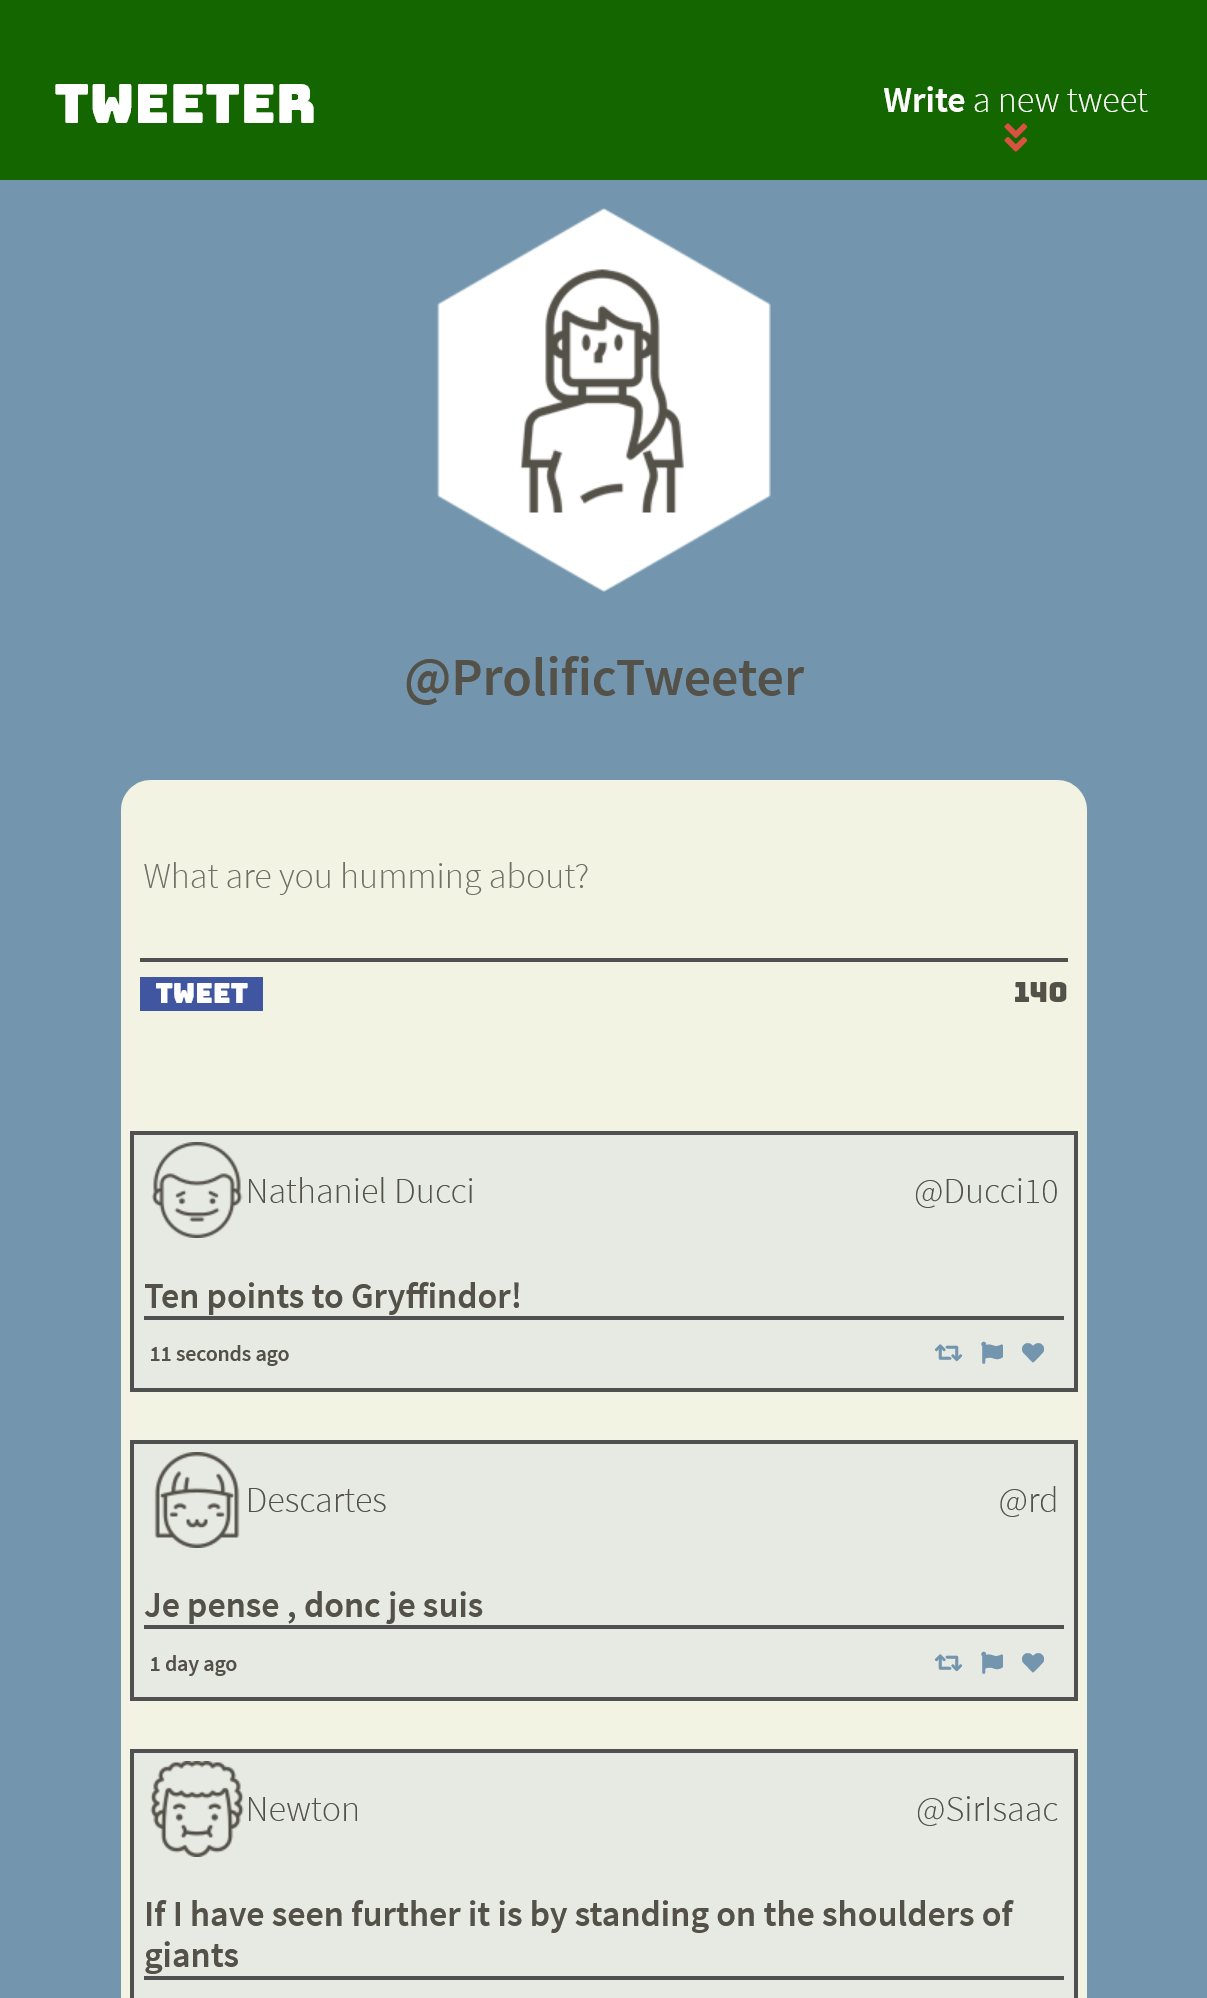 TWEETER
Write a new tweet
@ProlificTweeter
What are you humming about?
TWEET
140
Nathaniel Ducci
@Ducci10
Ten points to Gryffindor!
11 seconds ago
Descartes
@rd
Je pense , donc je suis
1 day ago
Newton
@SirIsaac
If I have seen further it is by standing on the shoulders of
giants